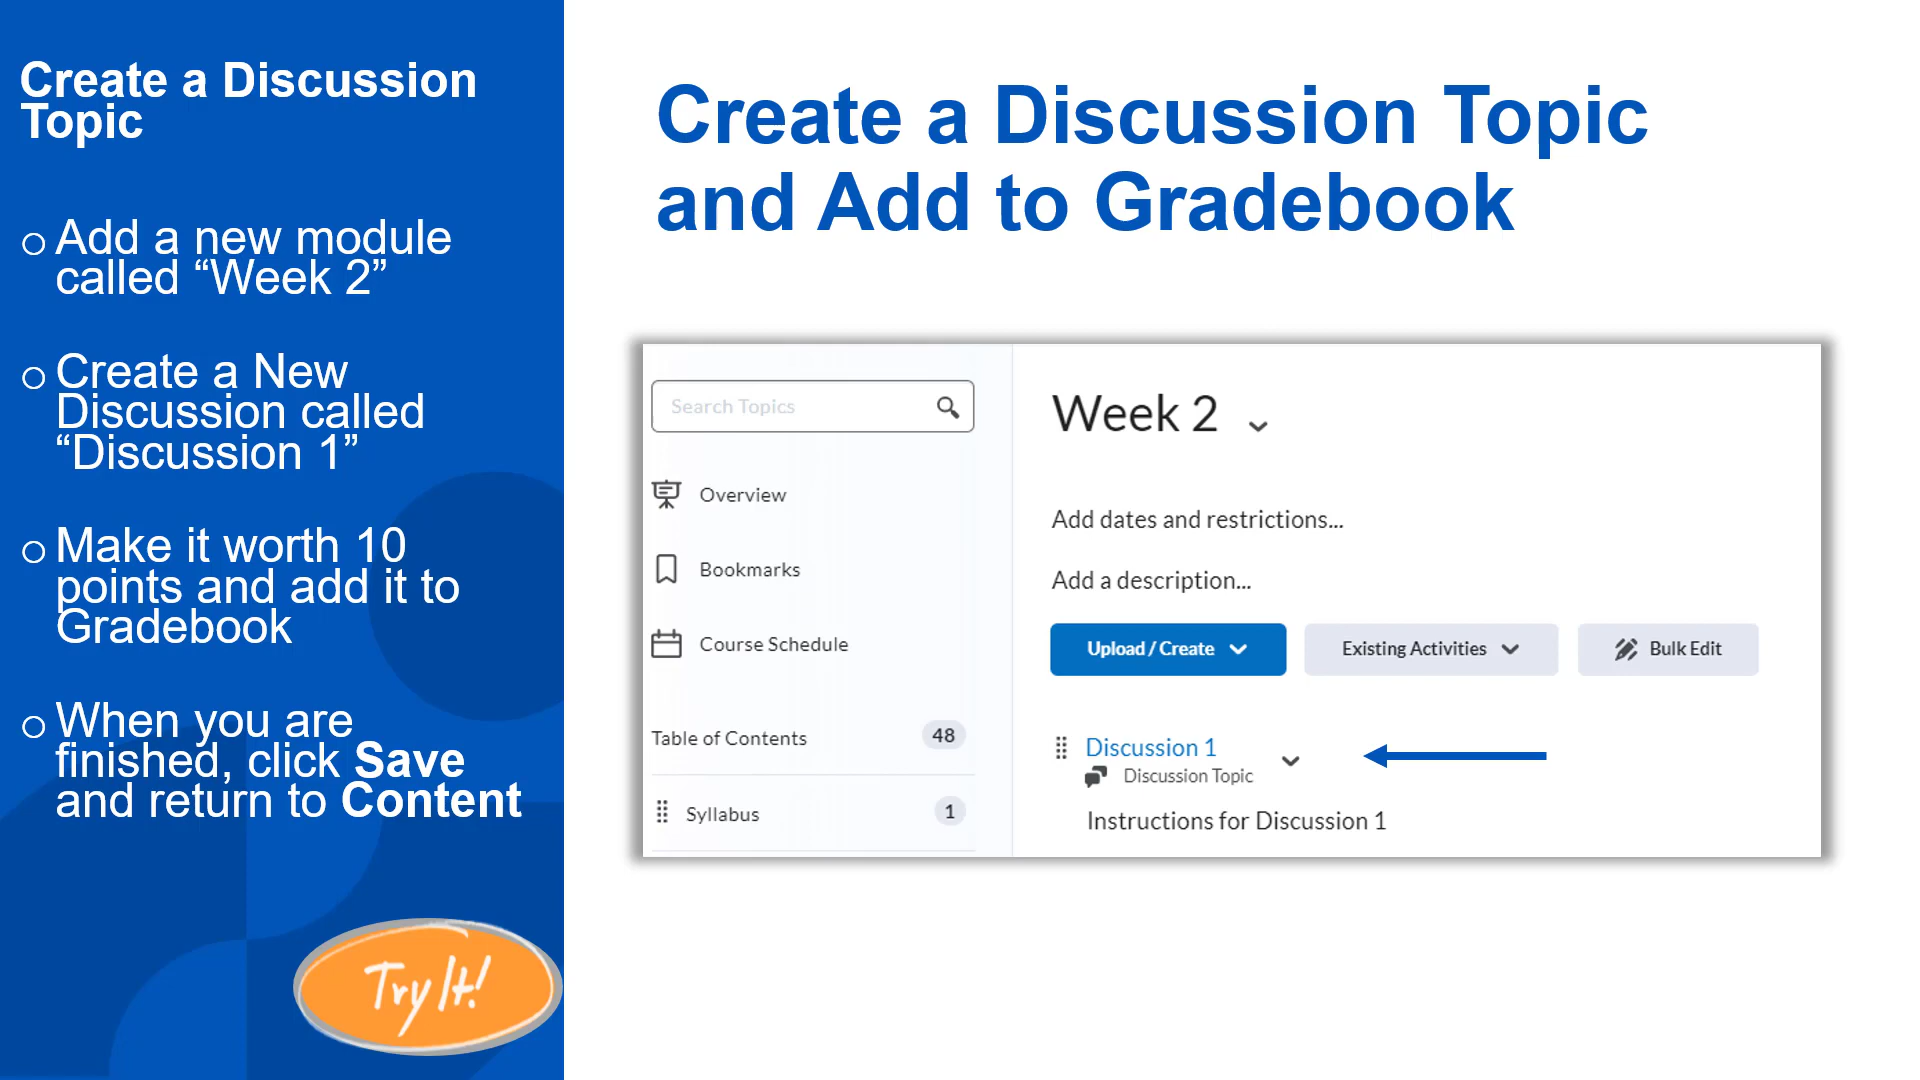 Create a Discussion
Topic
Add a new module
called “Week 2”
Create a New
Discussion called
“Discussion 1”
Make it worth 10
points and add it to
Gradebook
When you are
finished, click Save
and return to Content
Try It!
Create a Discussion Topic
and Add to Gradebook
Search Topics
Overview
Bookmarks
Course Schedule
Table of Contents 48
Syllabus 1
Week 2
Add dates and restrictions...
Add a description...
Upload / Create Existing Activities Bulk Edit
Discussion 1
Discussion Topic
Instructions for Discussion 1